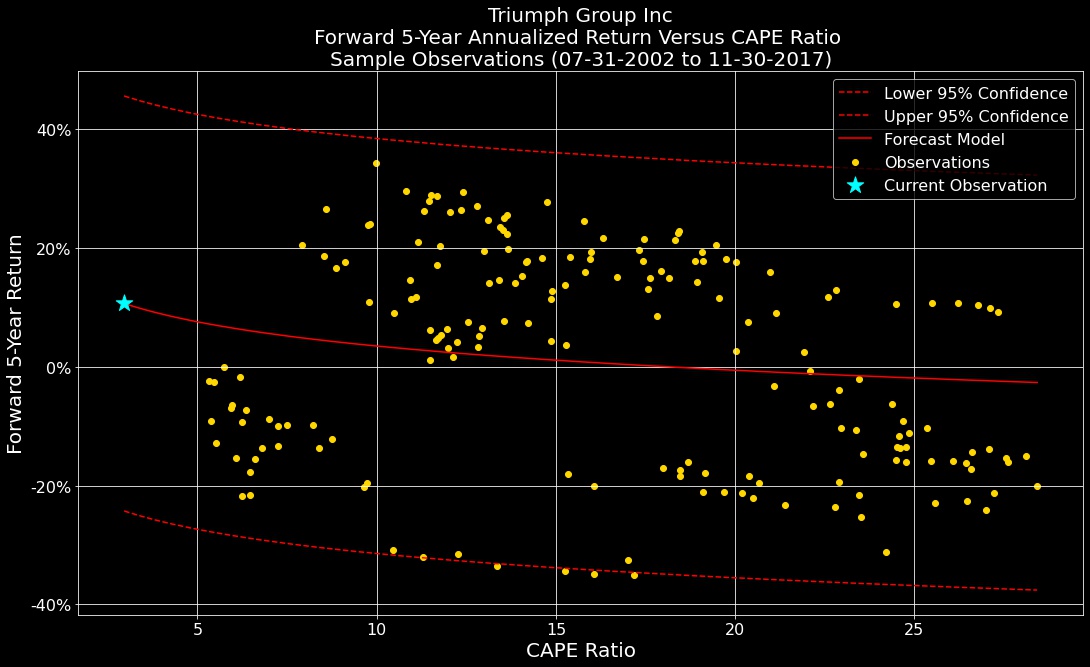 Triumph Group Inc
Forward 5-Year Annualized Return Versus CAPE Ratio
Sample Observations (07-31-2002 to 11-30-2017)
Lower 95% Confidence
Upper 95% Confidence
Forecast Model
Observations
Current Observation
Forward 5-Year Return
40%
20%
0%
-20%
-40%
5
10
15
20
25
CAPE Ratio